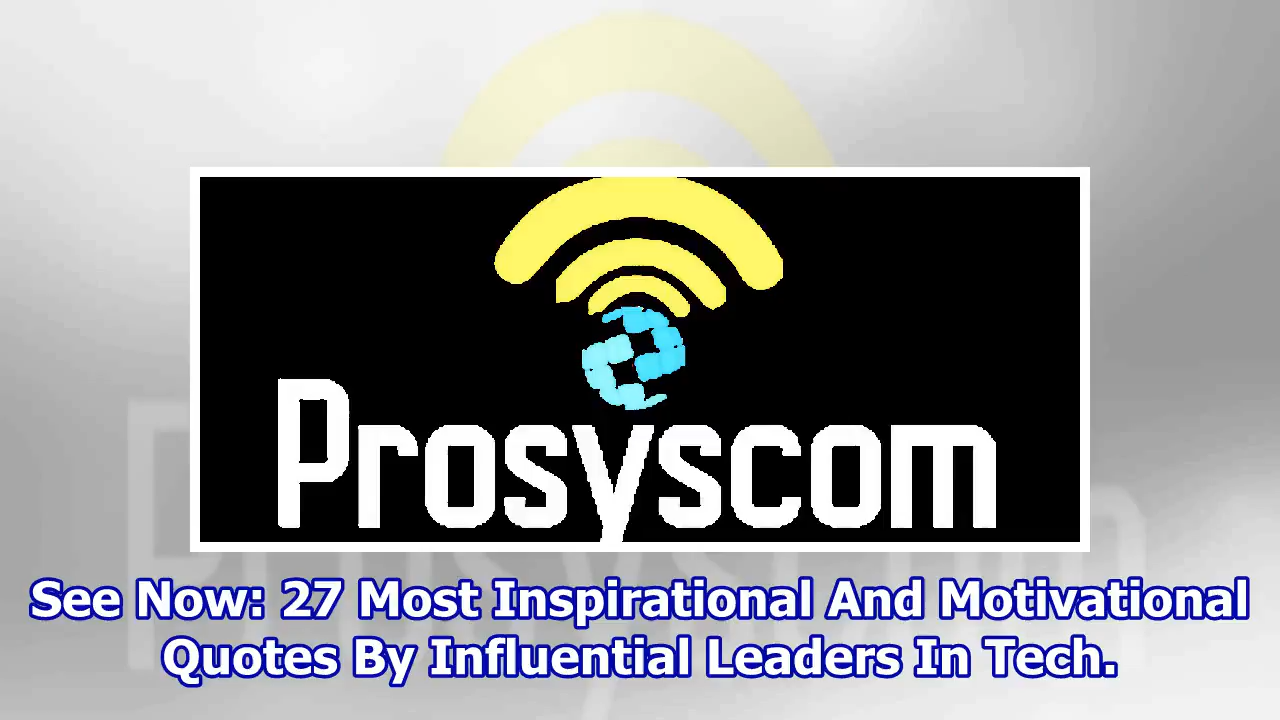 Prosyscom
See Now: 27 Most Inspirational And Motivational
Quotes By Influential Leaders In Tech.